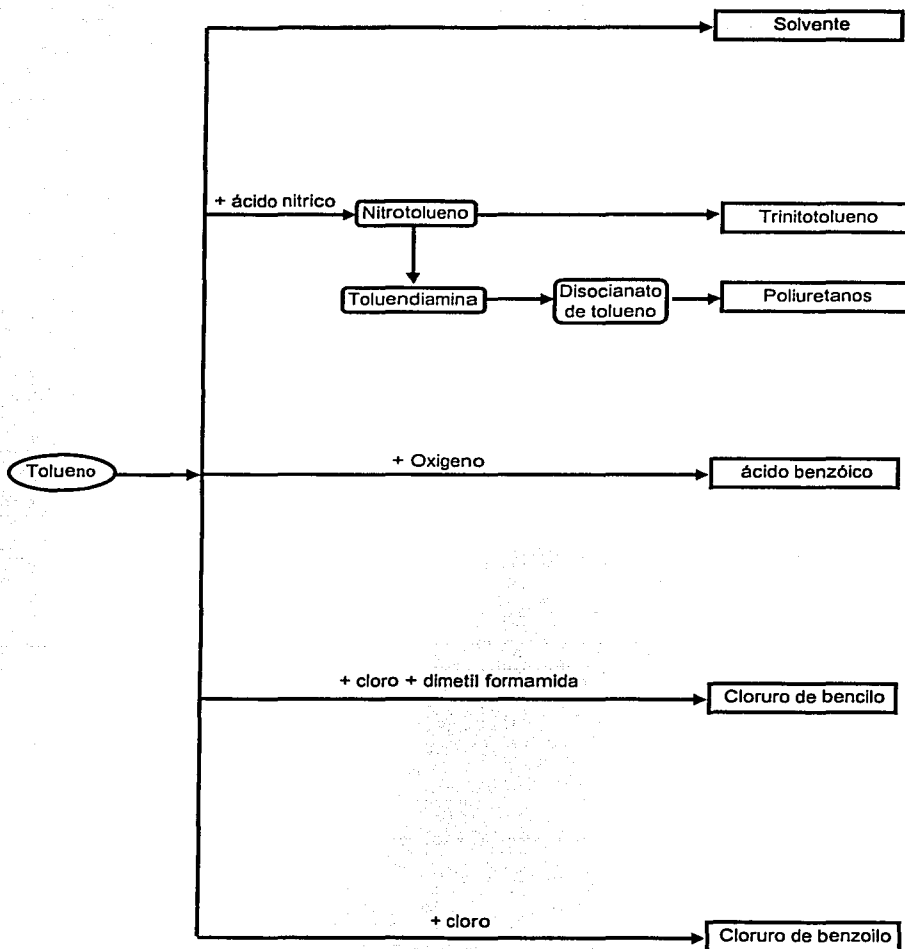 Solvente
+ ácido nitrico
Nitrotolueno
Trinitotolueno
Toluendiamina
Disocianato
de tolueno
Poliuretanos
Tolueno
+ Oxigeno
ácido benzóico
+ cloro + dimetil formamida
Cloruro de bencilo
+ cloro
Cloruro de benzoilo